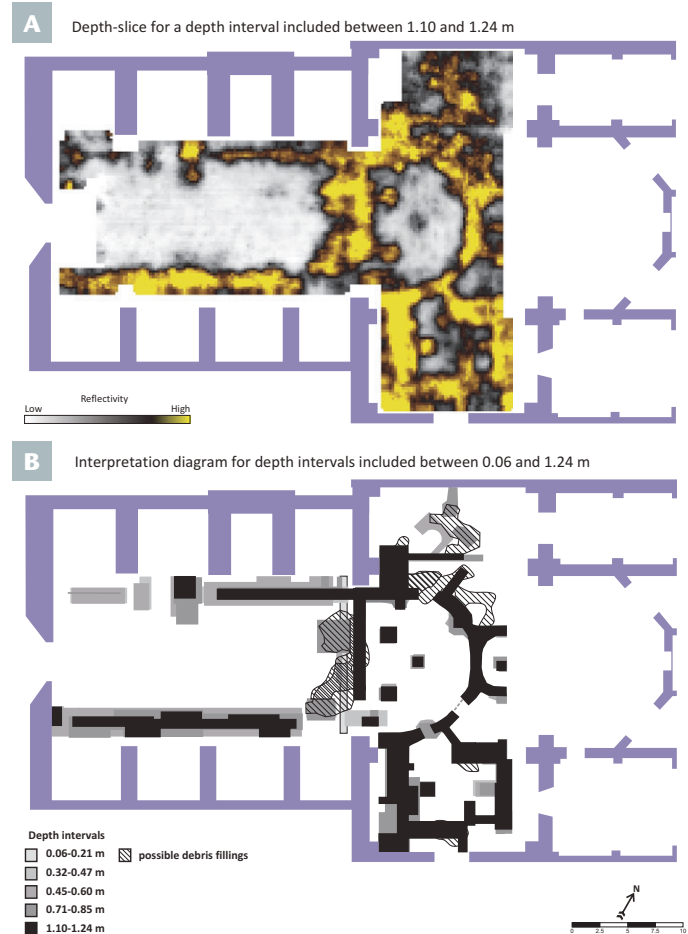 A
Depth-slice for a depth interval included between 1.10 and 1.24 m
Reflectivity
Low High
B
Interpretation diagram for depth intervals included between 0.06 and 1.24 m
Depth intervals
0.06-0.21 m possible debris fillings
0.32-0.47 m
0.45-0.60 m
0.71-0.85 m
1.10-1.24 m
N
0 2.5 5 7.5 10